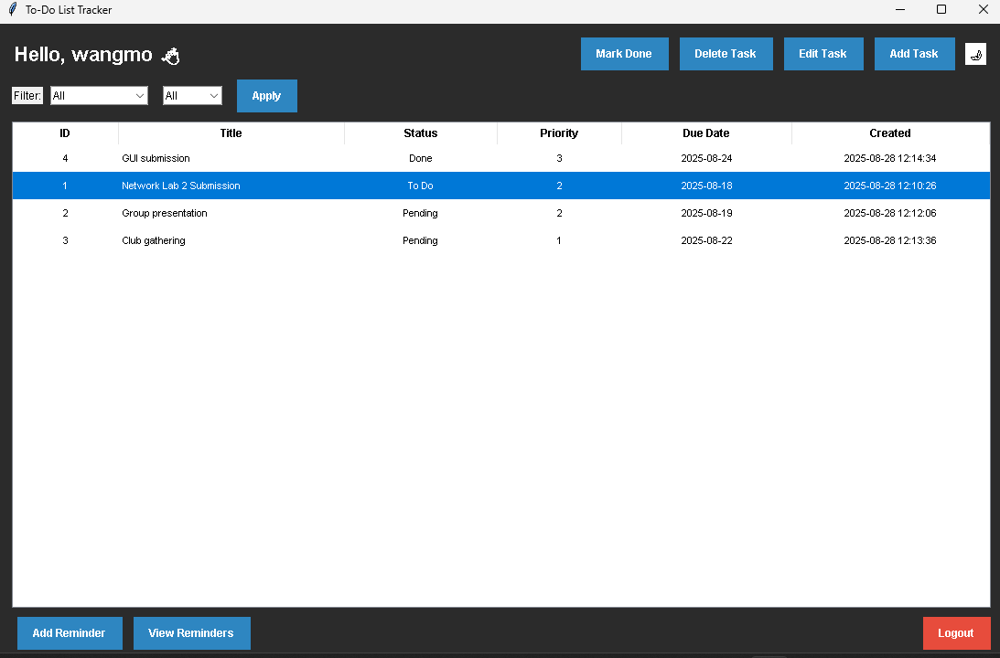 To-Do List Tracker
Hello, wangmo
Mark Done Delete Task Edit Task Add Task
Filter: All All Apply
ID Title Status Priority Due Date Created
4 GUI submission Done 3 2025-08-24 2025-08-28 12:14:34
1 Network Lab 2 Submission To Do 2 2025-08-18 2025-08-28 12:10:26
2 Group presentation Pending 2 2025-08-19 2025-08-28 12:12:06
3 Club gathering Pending 1 2025-08-22 2025-08-28 12:13:36
Add Reminder View Reminders Logout